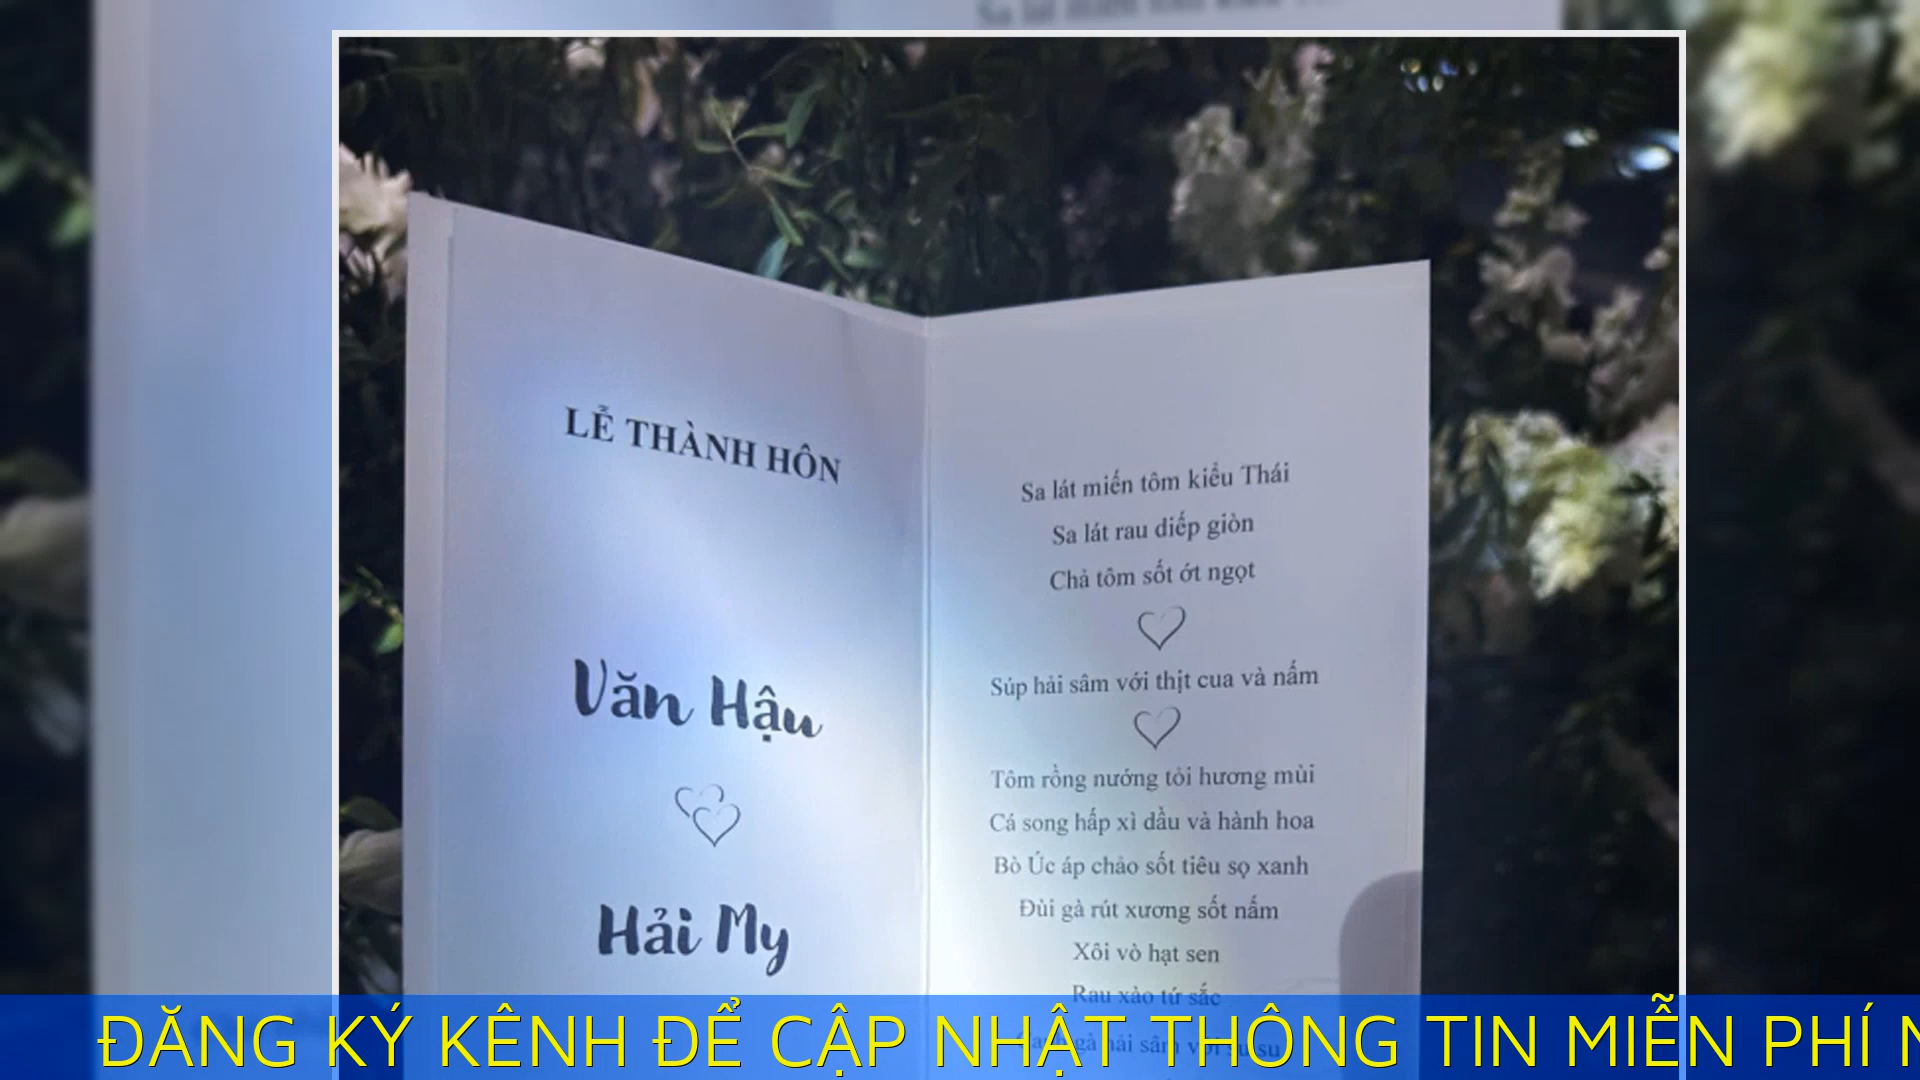 LỄ THÀNH HÔN
Văn Hậu
Hải My
Sa lát miến tôm kiểu Thái
Sa lát rau diếp giòn
Chả tôm sốt ớt ngọt
Súp hải sâm với thịt cua và nấm
Tôm rồng nướng tỏi hương mùi
Cá song hấp xì dầu và hành hoa
Bò Úc áp chảo sốt tiêu sọ xanh
Đùi gà rút xương sốt nấm
Xôi vò hạt sen
Rau xào tứ sắc
gà hải sâm
ĐĂNG KÝ KÊNH ĐỂ CẬP NHẬT THÔNG TIN MIỄN PHÍ